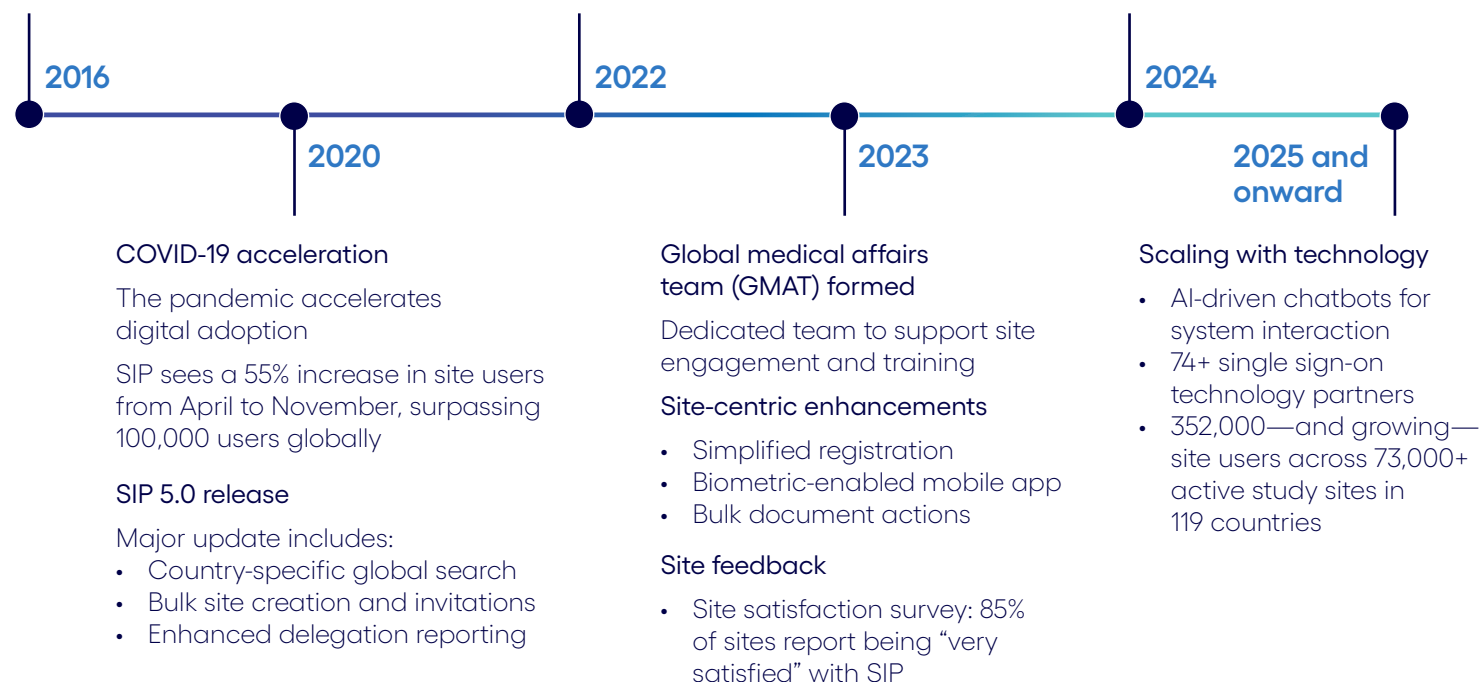 2016
2022
2024
2020
2023
2025 and
onward
COVID-19 acceleration
The pandemic accelerates
digital adoption
SIP sees a 55% increase in site users
from April to November, surpassing
100,000 users globally
SIP 5.0 release
Major update includes:
• Country-specific global search
• Bulk site creation and invitations
• Enhanced delegation reporting
Global medical affairs
team (GMAT) formed
Dedicated team to support site
engagement and training
Site-centric enhancements
• Simplified registration
• Biometric-enabled mobile app
• Bulk document actions
Site feedback
• Site satisfaction survey: 85%
of sites report being “very
satisfied” with SIP
Scaling with technology
• AI-driven chatbots for
system interaction
• 74+ single sign-on
technology partners
• 352,000—and growing—
site users across 73,000+
active study sites in
119 countries